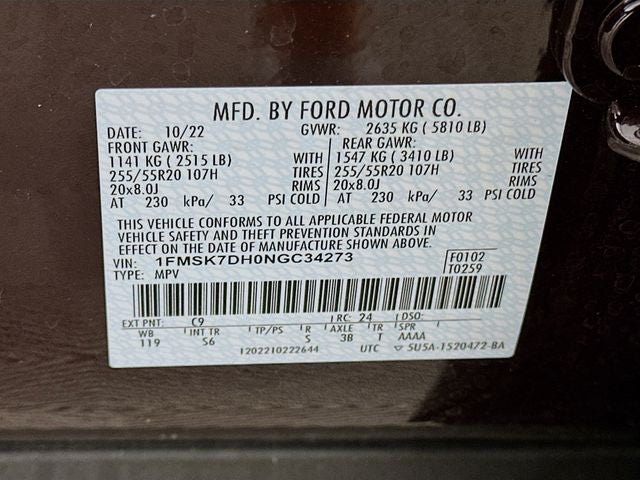 MFD. BY FORD MOTOR CO.
DATE: 10/22 GVWR: 2635 KG ( 5810 LB)
FRONT GAWR: REAR GAWR:
1141 KG ( 2515 LB) WITH 1547 KG ( 3410 LB) WITH
255/55R20 107H TIRES 255/55R20 107H TIRES
20x8.0J RIMS 20x8.0J RIMS
AT 230 kPa/ 33 PSI COLD AT 230 kPa/ 33 PSI COLD
THIS VEHICLE CONFORMS TO ALL APPLICABLE FEDERAL MOTOR
VEHICLE SAFETY AND THEFT PREVENTION STANDARDS IN
EFFECT ON THE DATE OF MANUFACTURE SHOWN ABOVE.
VIN: 1FMSK7DH0NGC34273 F0102
TYPE: MPV T0259
EXT PNT: C9 RC: 24 DSO:
WB INT TR TP/PS R AXLE TR SPR
119 S6 S 3B T AAAA
1202210222644 UTC ▽ 5U5A-1520472-BA